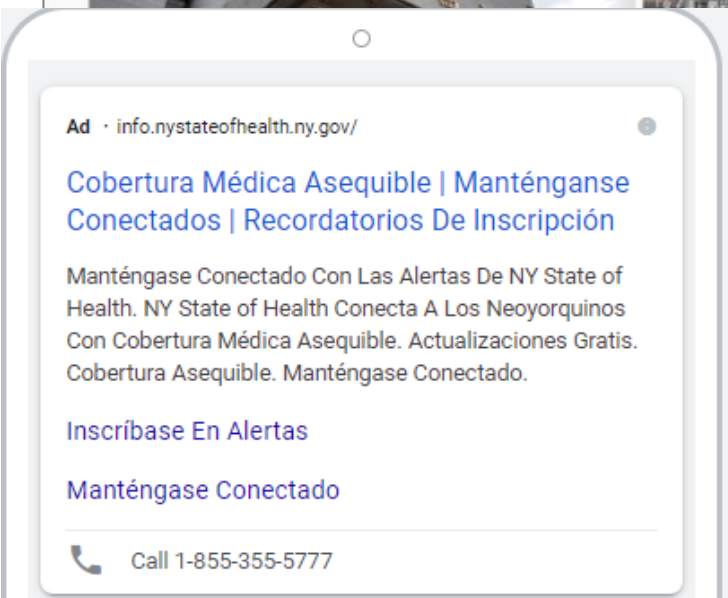 Ad · info.nystateofhealth.ny.gov/
Cobertura Médica Asequible | Manténganse
Conectados | Recordatorios De Inscripción
Manténgase Conectado Con Las Alertas De NY State of
Health. NY State of Health Conecta A Los Neoyorquinos
Con Cobertura Médica Asequible. Actualizaciones Gratis.
Cobertura Asequible. Manténgase Conectado.
Inscríbase En Alertas
Manténgase Conectado
Call 1-855-355-5777